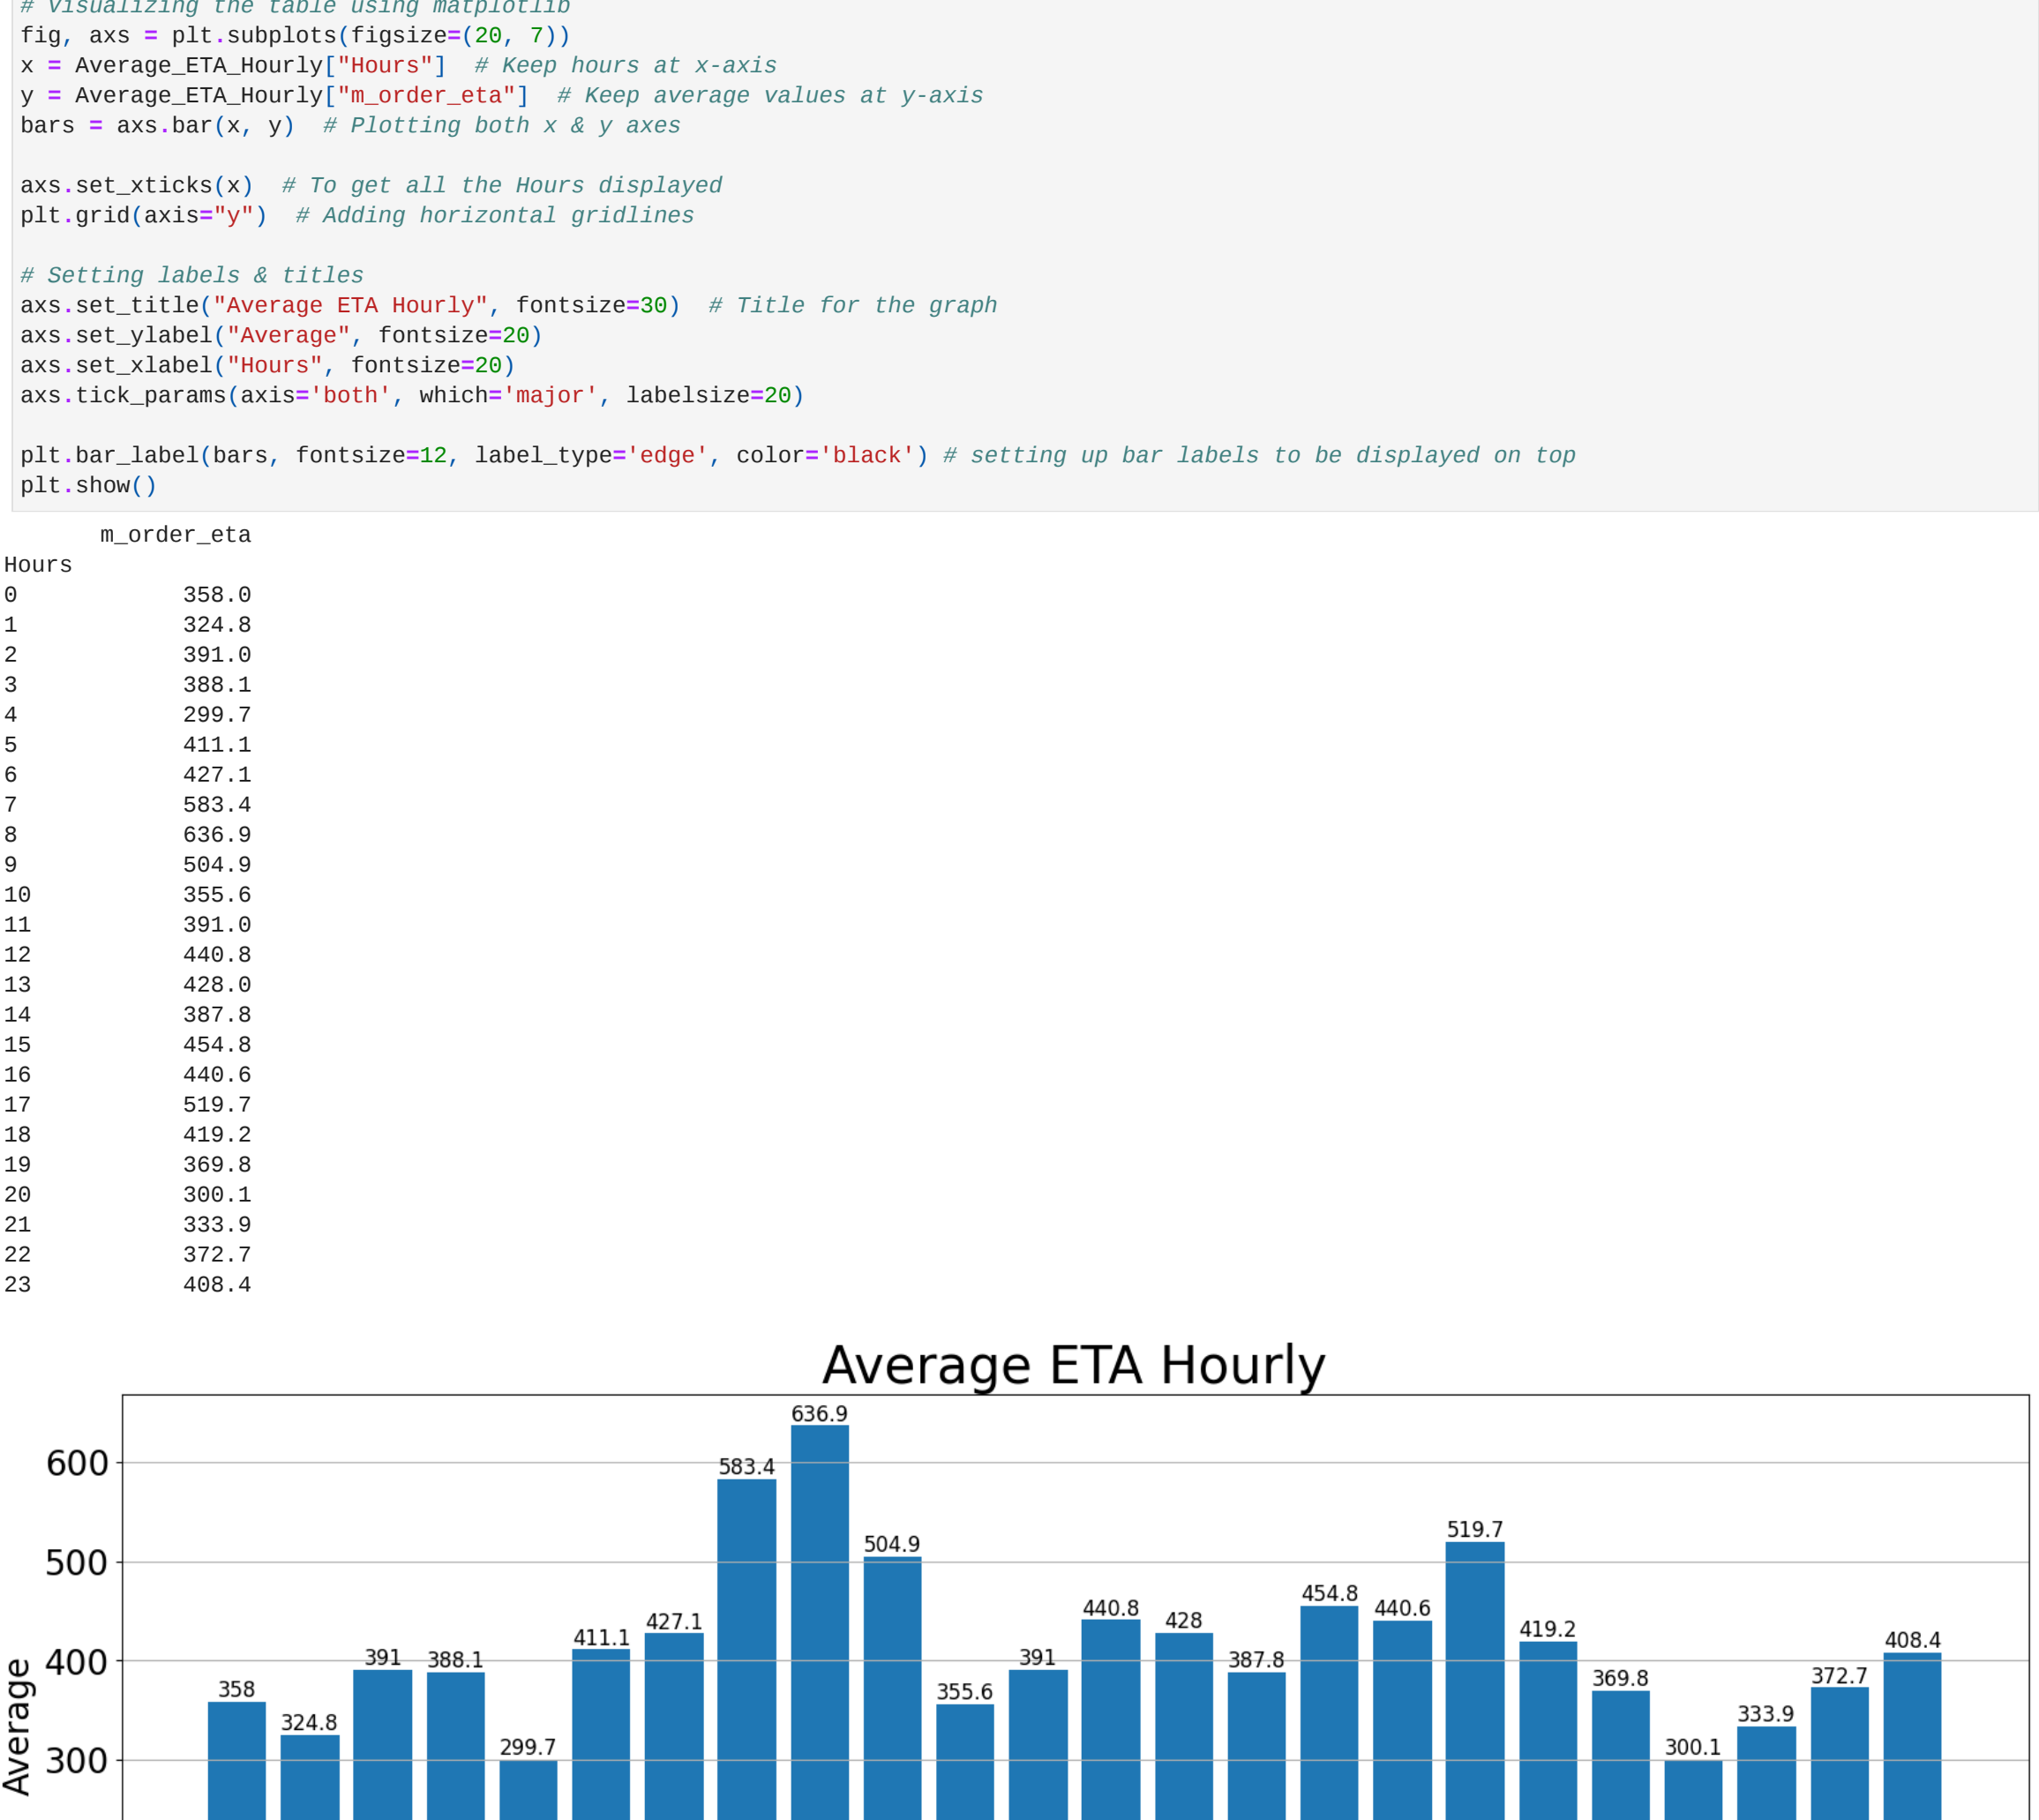 # Visualizing the table using matplotlib
fig, axs = plt.subplots(figsize=(20, 7))
x = Average_ETA_Hourly["Hours"]  # Keep hours at x-axis
y = Average_ETA_Hourly["m_order_eta"]  # Keep average values at y-axis
bars = axs.bar(x, y)  # Plotting both x & y axes
axs.set_xticks(x)  # To get all the Hours displayed
plt.grid(axis="y")  # Adding horizontal gridlines
# Setting labels & titles
axs.set_title("Average ETA Hourly", fontsize=30)  # Title for the graph
axs.set_ylabel("Average", fontsize=20)
axs.set_xlabel("Hours", fontsize=20)
axs.tick_params(axis='both', which='major', labelsize=20)
plt.bar_label(bars, fontsize=12, label_type='edge', color='black') # setting up bar labels to be displayed on top
plt.show()
m_order_eta
Hours
0 358.0
1 324.8
2 391.0
3 388.1
4 299.7
5 411.1
6 427.1
7 583.4
8 636.9
9 504.9
10 355.6
11 391.0
12 440.8
13 428.0
14 387.8
15 454.8
16 440.6
17 519.7
18 419.2
19 369.8
20 300.1
21 333.9
22 372.7
23 408.4
Average ETA Hourly
600
500
400
300
Average
358
324.8
391
388.1
299.7
411.1
427.1
583.4
636.9
504.9
355.6
391
440.8
428
387.8
454.8
440.6
519.7
419.2
369.8
300.1
333.9
372.7
408.4